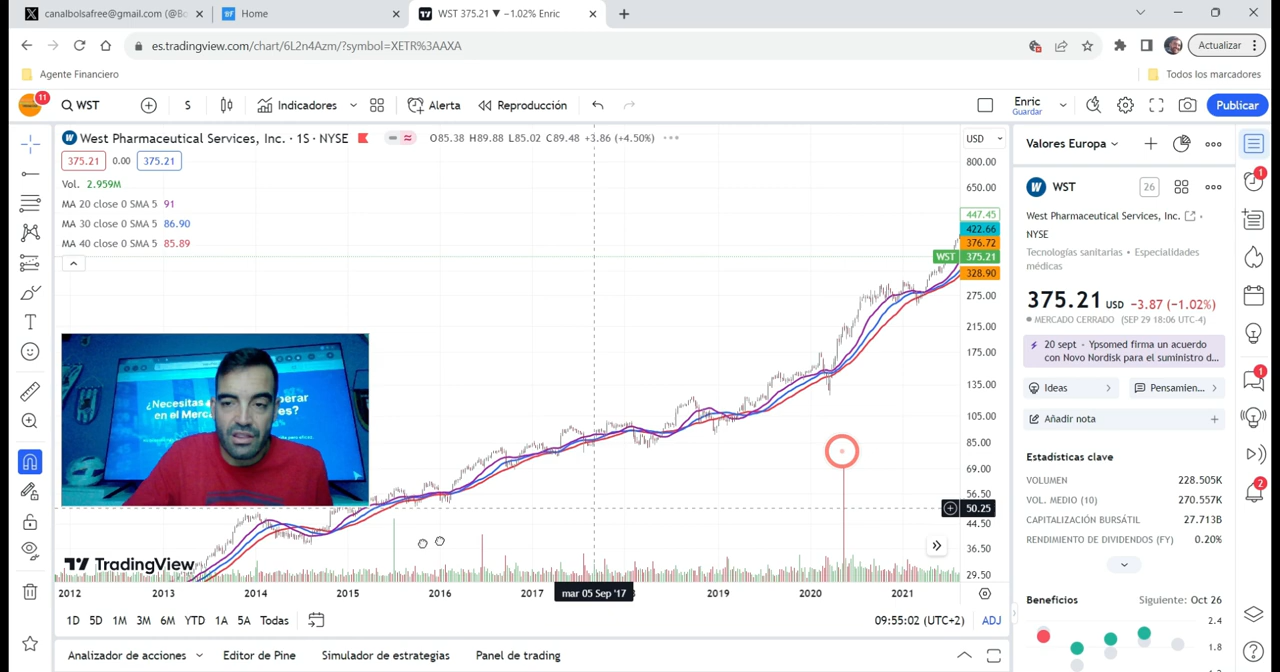 canalbolsafree@gmail.com (@Bo
Home
WST 375.21 ▼ −1.02% Enric
es.tradingview.com/chart/6L2n4Azm/?symbol=XETR%3AAXA
Actualizar
Agente Financiero
Todos los marcadores
11
WST
S
Indicadores
Alerta
Reproducción
Enric
Guardar
Publicar
West Pharmaceutical Services, Inc. · 1S · NYSE
O85.38 H89.88 L85.02 C89.48 +3.86 (+4.50%)
USD
375.21 0.00 375.21
Vol. 2.959M
MA 20 close 0 SMA 5 91
MA 30 close 0 SMA 5 86.90
MA 40 close 0 SMA 5 85.89
800.00
650.00
447.45
422.66
376.72
WST 375.21
328.90
275.00
215.00
175.00
135.00
105.00
85.00
69.00
56.50
50.25
44.50
36.50
29.50
¿Necesitas
erar
en el Merca
es?
TradingView
2012 2013 2014 2015 2016 2017 mar 05 Sep '17 2019 2020 2021
1D 5D 1M 3M 6M YTD 1A 5A Todas
09:55:02 (UTC+2) ADJ
Analizador de acciones Editor de Pine Simulador de estrategias Panel de trading
Valores Europa
WST
26
West Pharmaceutical Services, Inc.
NYSE
Tecnologías sanitarias • Especialidades
médicas
375.21 USD −3.87 (−1.02%)
MERCADO CERRADO (SEP 29 18:06 UTC-4)
20 sept · Ypsomed firma un acuerdo
con Novo Nordisk para el suministro d...
Ideas
Pensamien...
Añadir nota
Estadísticas clave
VOLUMEN 228.505K
VOL. MEDIO (10) 270.557K
CAPITALIZACIÓN BURSÁTIL 27.713B
RENDIMIENTO DE DIVIDENDOS (FY) 0.20%
Beneficios Siguiente: Oct 26
2.4
1.8
1
1
2